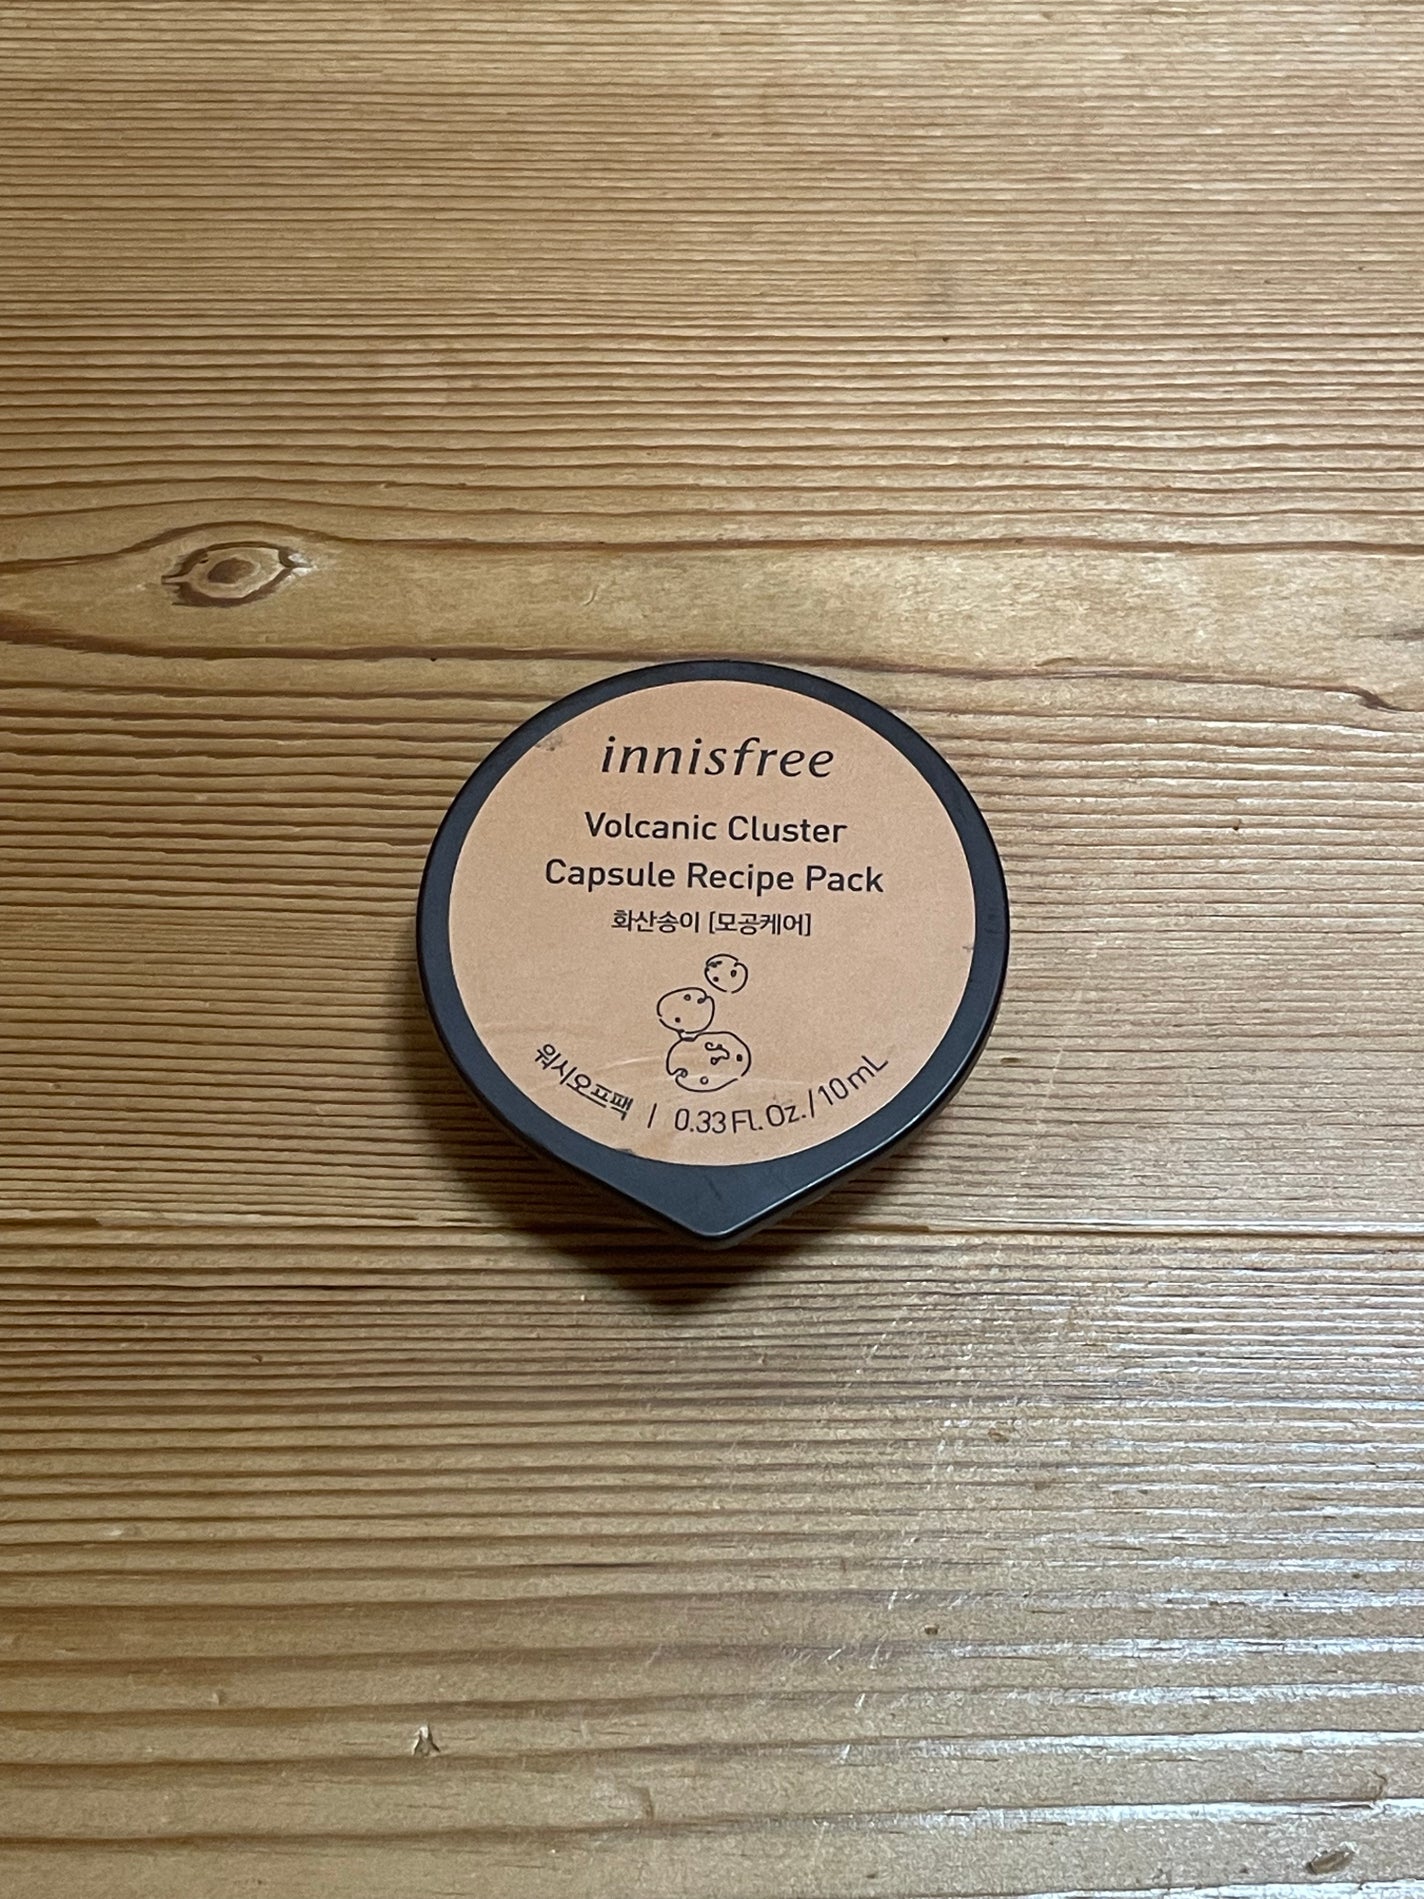 innisfree
Volcanic Cluster
Capsule Recipe Pack
화산송이 [모공케어]
워시오프팩 | 0.33 Fl. Oz. / 10 mL